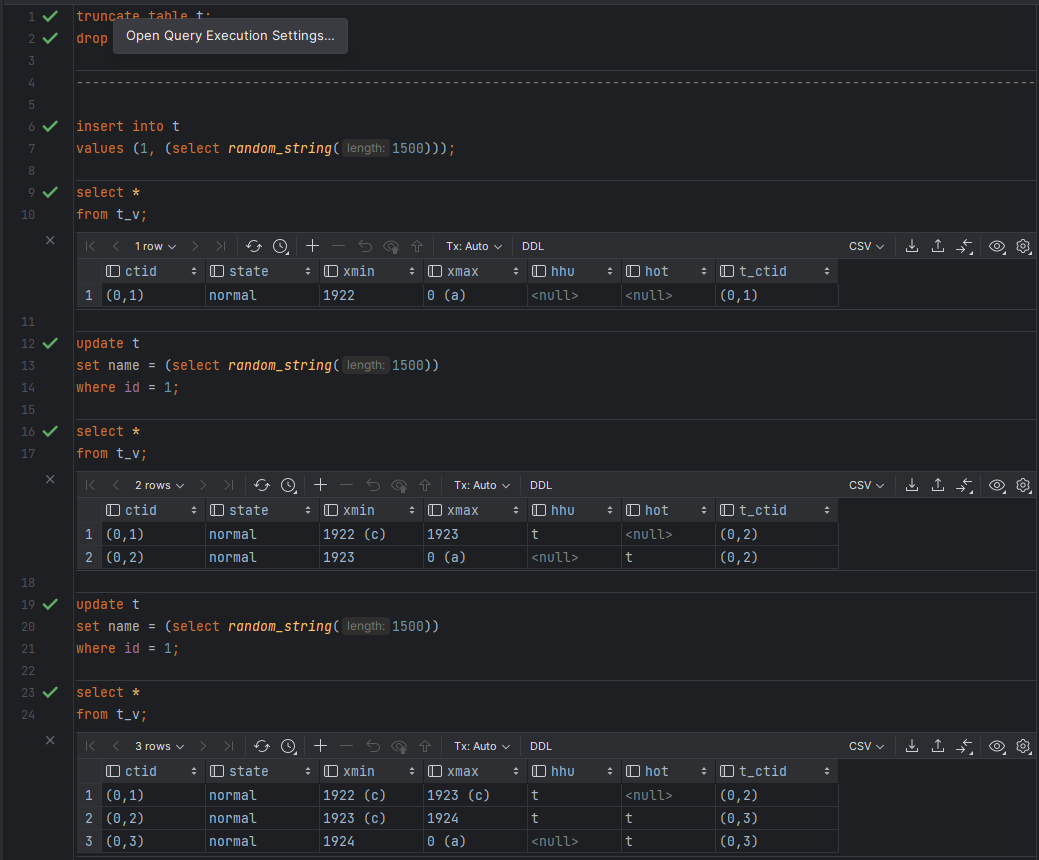 1 truncate table t;
2 drop Open Query Execution Settings...
3
4 --------------------------------------------------------------------------------------------------------------------------
5
6 insert into t
7 values (1, (select random_string( length: 1500)));
8
9 select *
10 from t_v;
1 row Tx: Auto DDL CSV
ctid state xmin xmax hhu hot t_ctid
1 (0,1) normal 1922 0 (a) <null> <null> (0,1)
11
12 update t
13 set name = (select random_string( length: 1500))
14 where id = 1;
15
16 select *
17 from t_v;
2 rows Tx: Auto DDL CSV
ctid state xmin xmax hhu hot t_ctid
1 (0,1) normal 1922 (c) 1923 t <null> (0,2)
2 (0,2) normal 1923 0 (a) <null> t (0,2)
18
19 update t
20 set name = (select random_string( length: 1500))
21 where id = 1;
22
23 select *
24 from t_v;
3 rows Tx: Auto DDL CSV
ctid state xmin xmax hhu hot t_ctid
1 (0,1) normal 1922 (c) 1923 (c) t <null> (0,2)
2 (0,2) normal 1923 (c) 1924 t t (0,3)
3 (0,3) normal 1924 0 (a) <null> t (0,3)